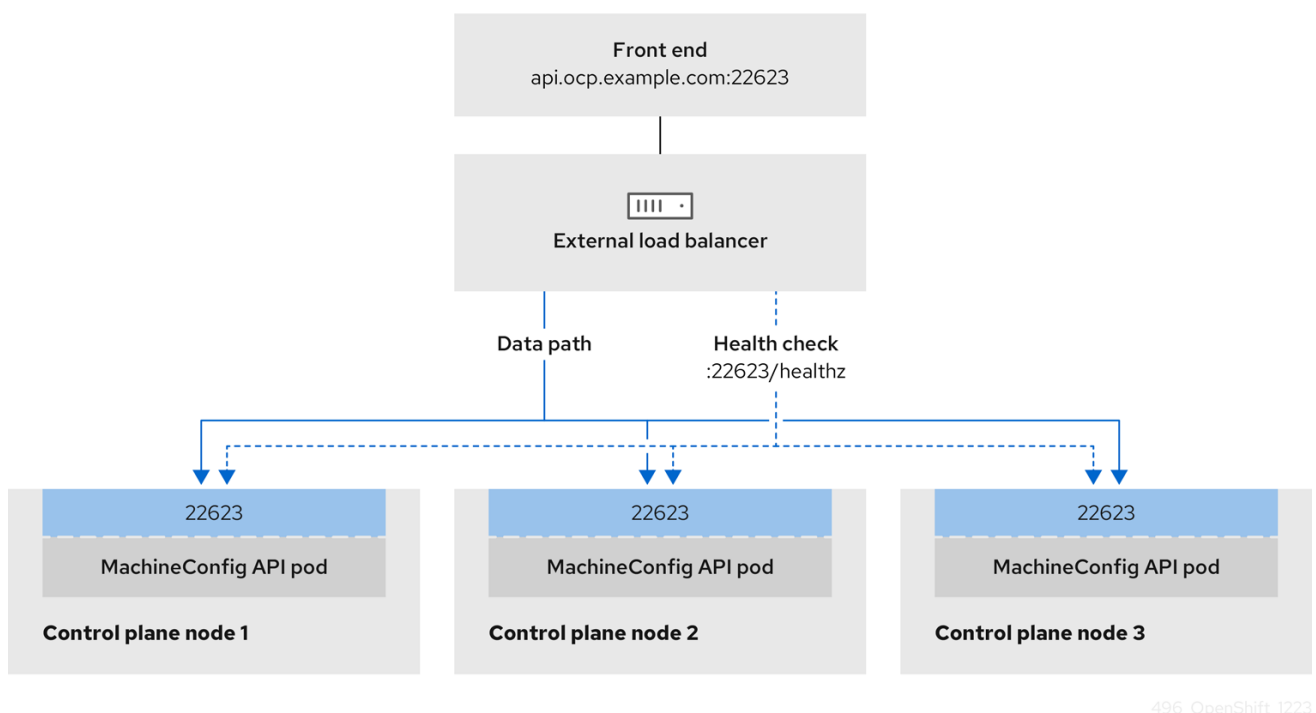 Front end
api.ocp.example.com:22623
External load balancer
Data path
Health check
:22623/healthz
22623
MachineConfig API pod
Control plane node 1
22623
MachineConfig API pod
Control plane node 2
22623
MachineConfig API pod
Control plane node 3
496_OpenShift_1223